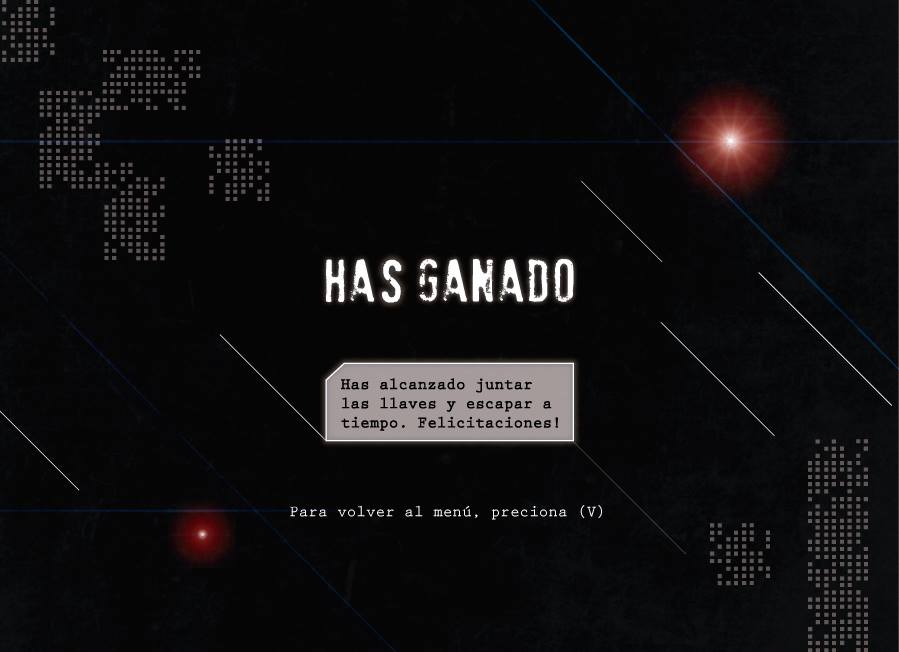 HAS GANADO
Has alcanzado juntar
las llaves y escapar a
tiempo. Felicitaciones!
Para volver al menú, preciona (V)